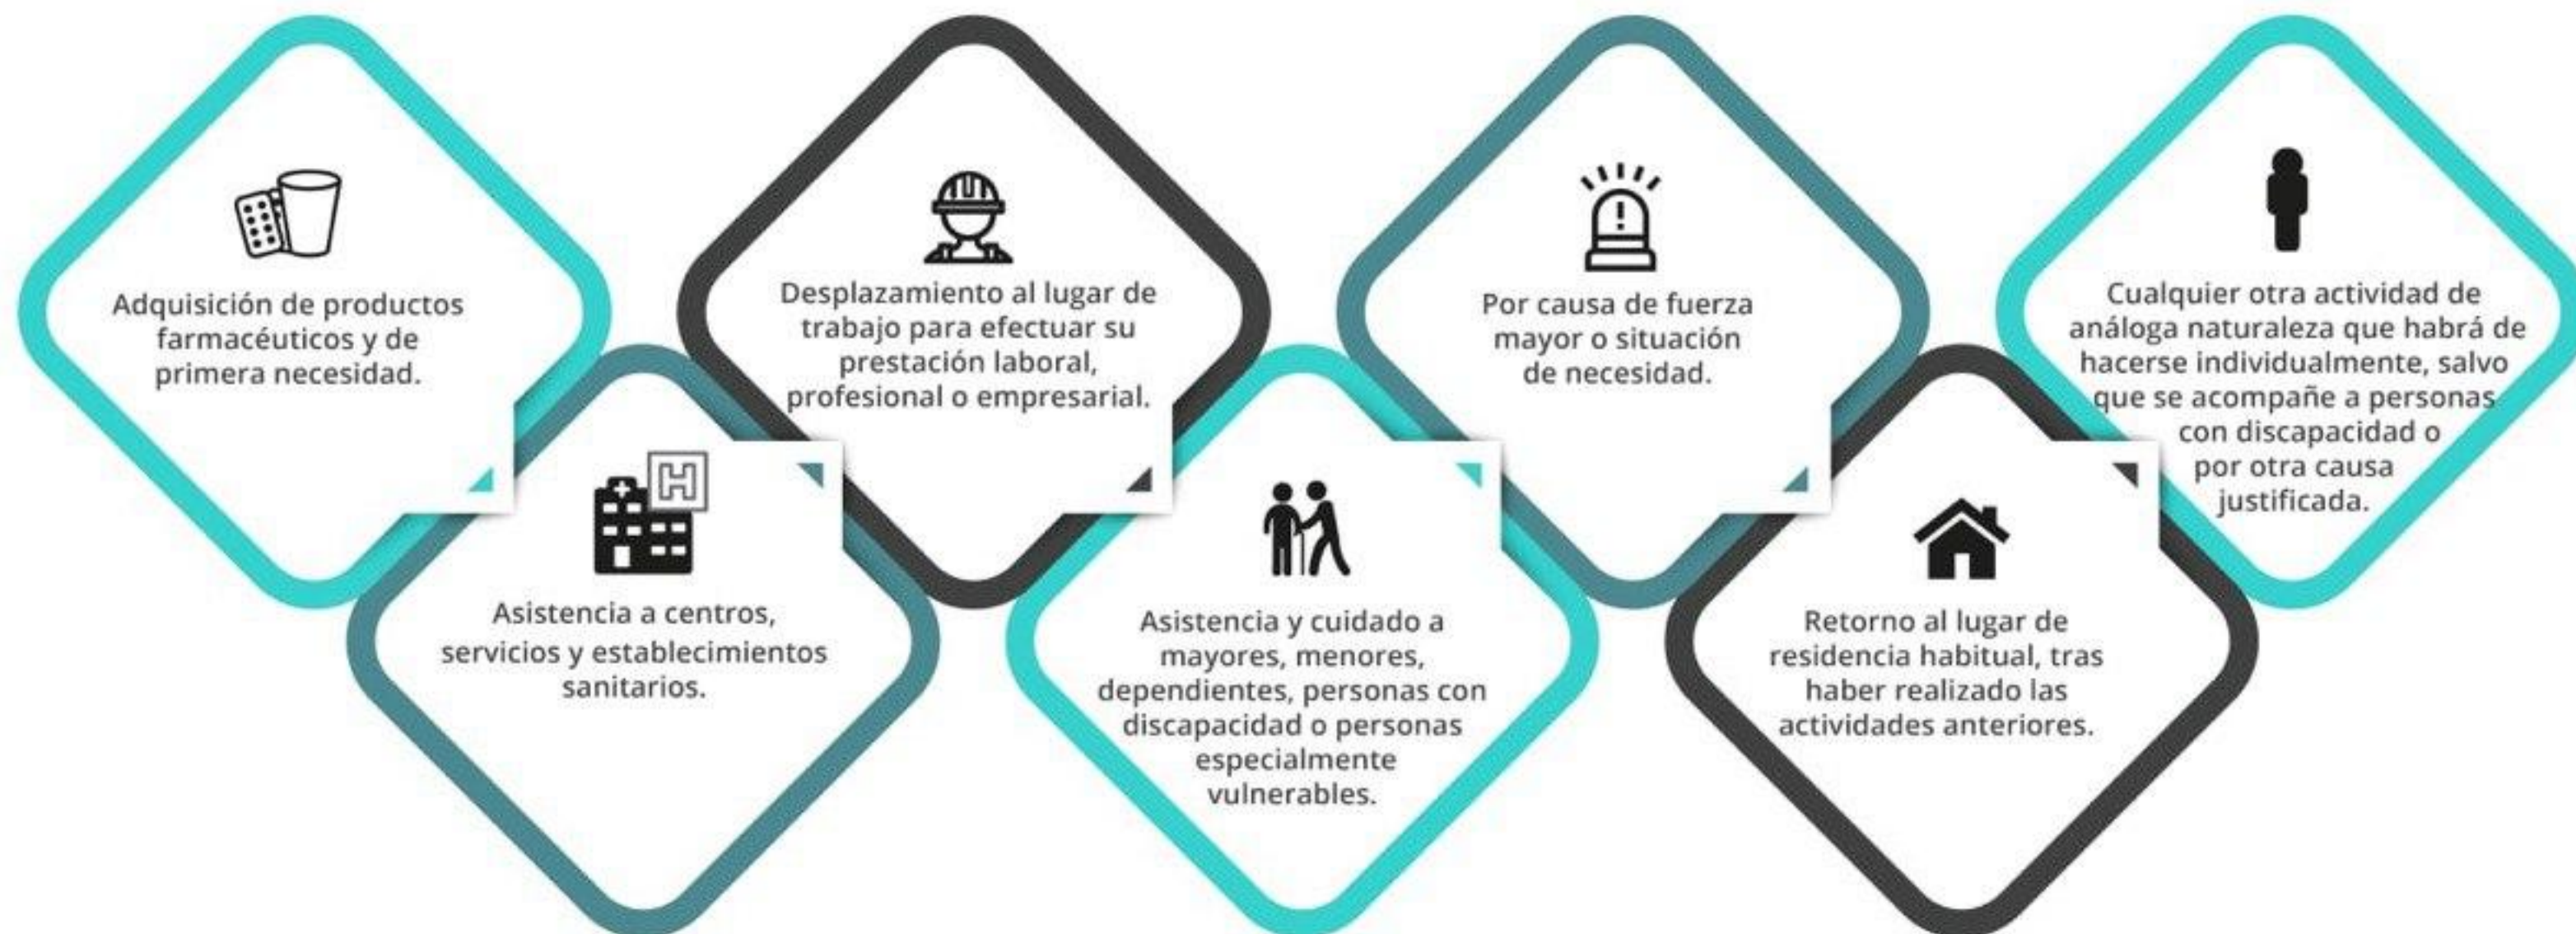 Adquisición de productos
farmacéuticos y de
primera necesidad.
H
Asistencia a centros,
servicios y establecimientos
sanitarios.
Desplazamiento al lugar de
trabajo para efectuar su
prestación laboral,
profesional o empresarial.
Asistencia y cuidado a
mayores, menores,
dependientes, personas con
discapacidad o personas
especialmente
vulnerables.
!
Por causa de fuerza
mayor o situación
de necesidad.
Retorno al lugar de
residencia habitual, tras
haber realizado las
actividades anteriores.
Cualquier otra actividad de
análoga naturaleza que habrá de
hacerse individualmente, salvo
que se acompañe a personas
con discapacidad o
por otra causa
justificada.